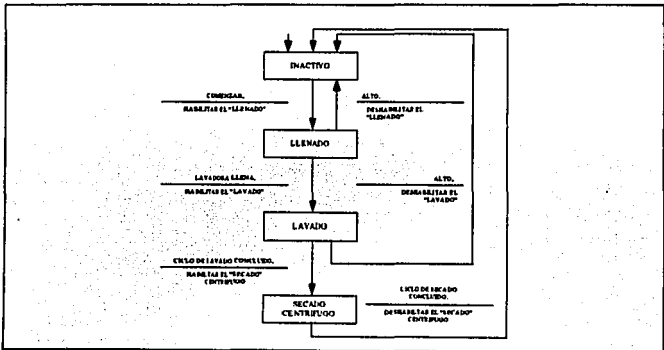 INACTIVO
COMENZAR.
HABILITAR EL "LLENADO"
ALTO.
DESHABILITAR EL
"LLENADO"
LLENADO
LAVADORA LLENA.
HABILITAR EL "LAVADO"
ALTO.
DESHABILITAR EL
"LAVADO"
LAVADO
CICLO DE LAVADO CONCLUIDO.
HABILITAR EL "SECADO"
CENTRIFUGO
SECADO
CENTRIFUGO
CICLO DE SECADO
CONCLUIDO.
DESHABILITAR EL "SECADO"
CENTRIFUGO